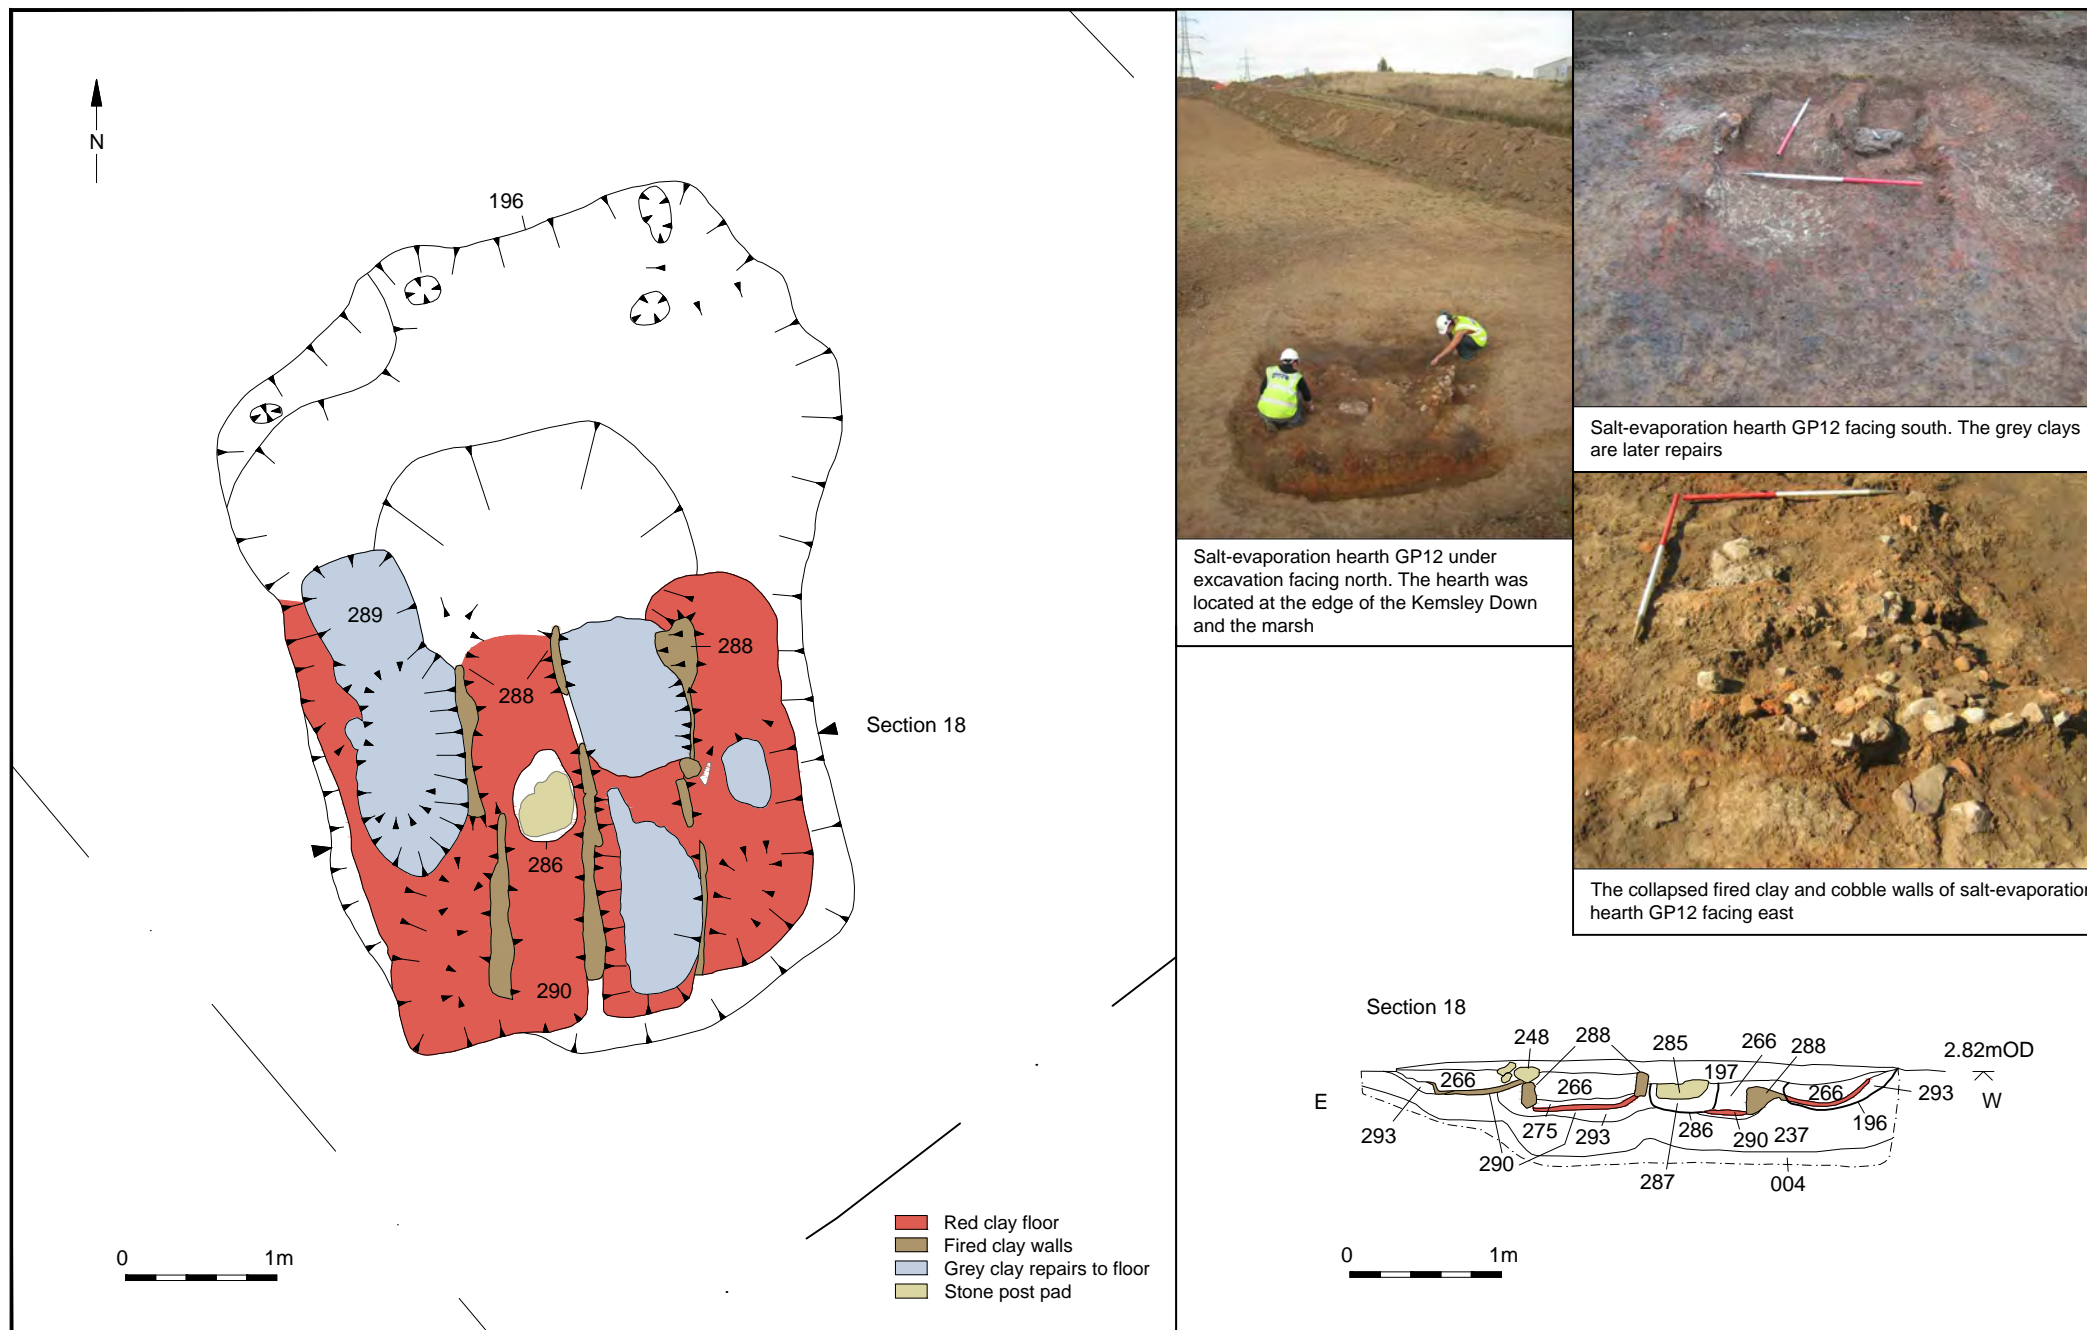 N
196
289
288
288
Section 18
286
290
0
1m
Red clay floor
Fired clay walls
Grey clay repairs to floor
Stone post pad
Salt-evaporation hearth GP12 under
excavation facing north. The hearth was
located at the edge of the Kemsley Down
and the marsh
Salt-evaporation hearth GP12 facing south. The grey clays
are later repairs
The collapsed fired clay and cobble walls of salt-evaporation
hearth GP12 facing east
Section 18
248
288
285
266
288
2.82mOD
266
266
197
266
293
E
W
293
275
293
286
290
237
196
290
287
004
0
1m